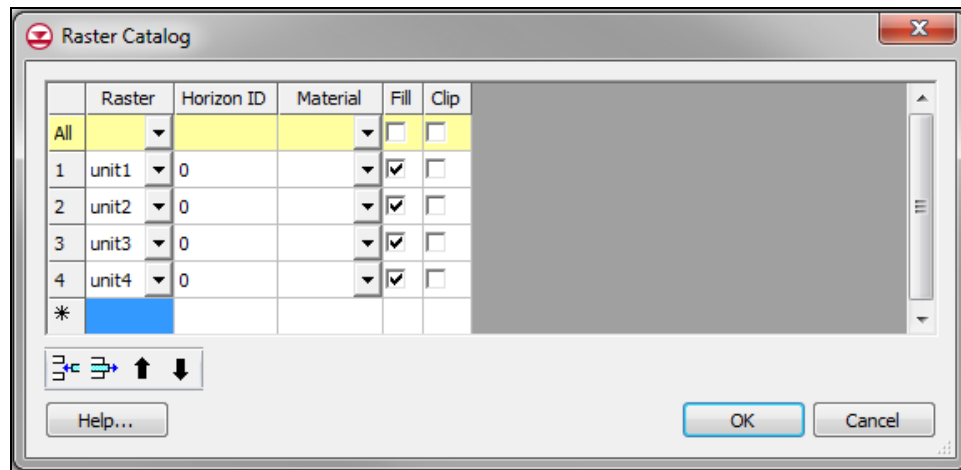 Raster Catalog
Raster Horizon ID Material Fill Clip
All
1 unit1 0
2 unit2 0
3 unit3 0
4 unit4 0
*
Help... OK Cancel